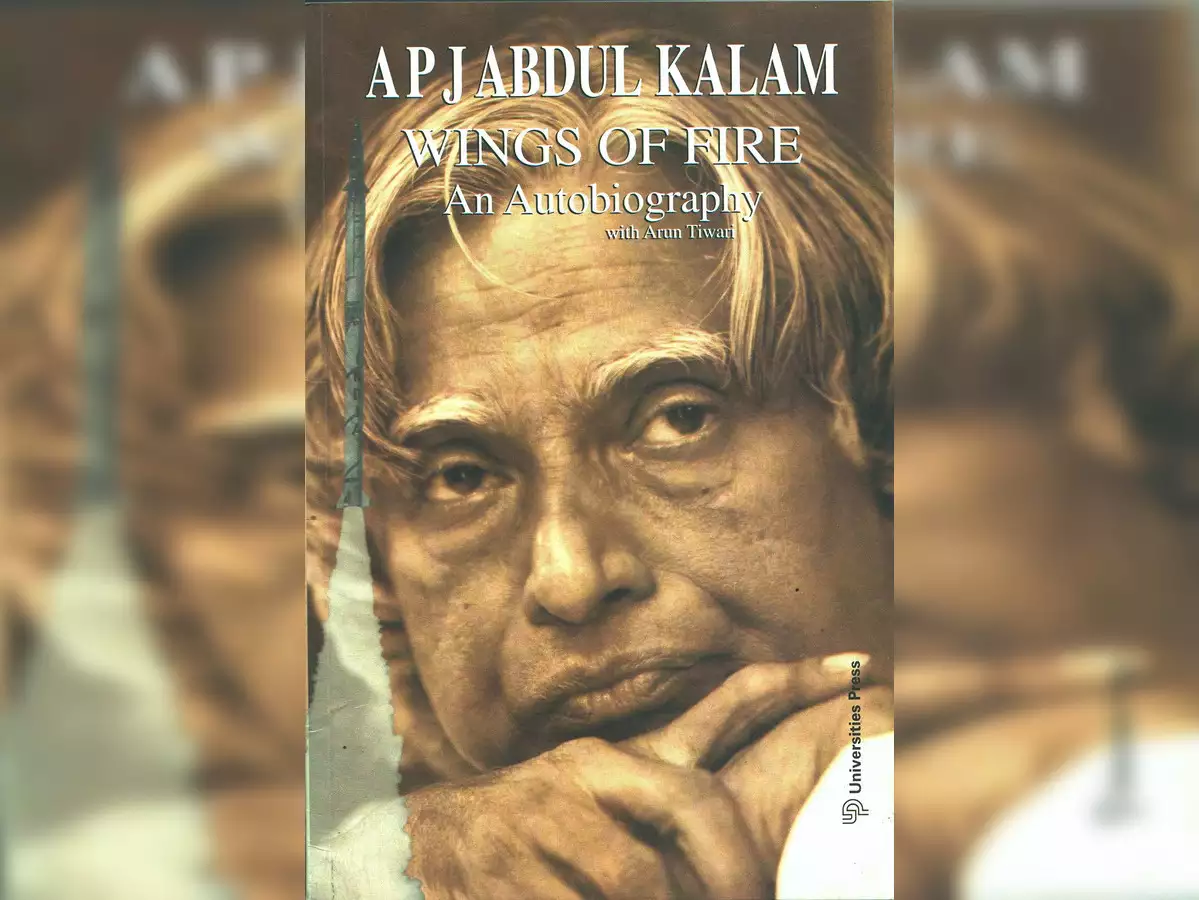 A P J ABDUL KALAM
WINGS OF FIRE
An Autobiography
with Arun Tiwari
Universities Press